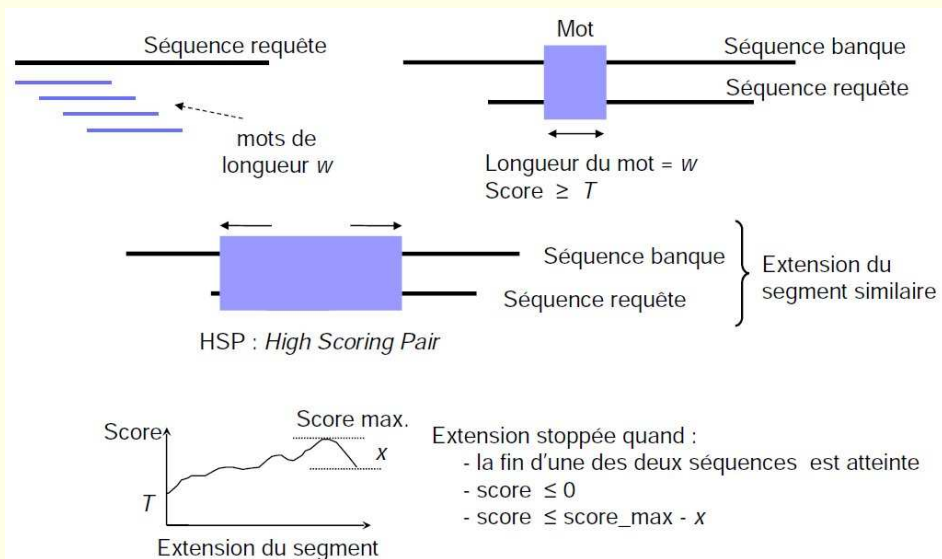 Séquence requête
mots de
longueur w
Mot
Séquence banque
Séquence requête
Longueur du mot = w
Score ≥ T
Séquence banque
Séquence requête
Extension du
segment similaire
HSP : High Scoring Pair
Score
Score max.
x
T
Extension du segment
Extension stoppée quand :
- la fin d'une des deux séquences est atteinte
- score ≤ 0
- score ≤ score_max - x